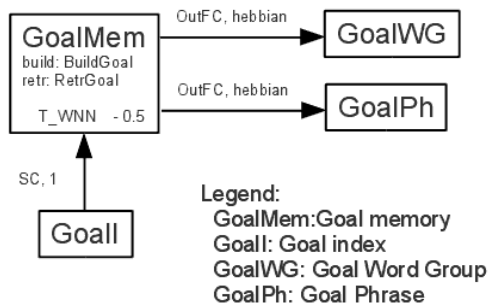 GoalMem
build: BuildGoal
retr: RetrGoal
T_WNN - 0.5
OutFC, hebbian
GoalWG
OutFC, hebbian
GoalPh
SC, 1
GoalI
Legend:
GoalMem:Goal memory
GoalI: Goal index
GoalWG: Goal Word Group
GoalPh: Goal Phrase